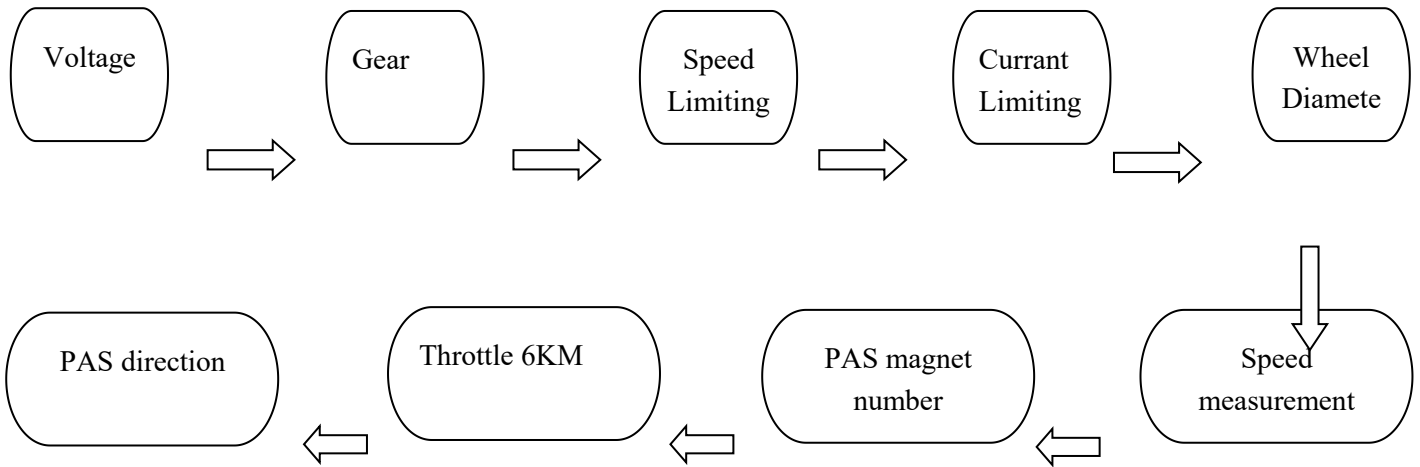 Voltage
Gear
Speed
Limiting
Currant
Limiting
Wheel
Diamete
Speed
measurement
PAS magnet
number
Throttle 6KM
PAS direction